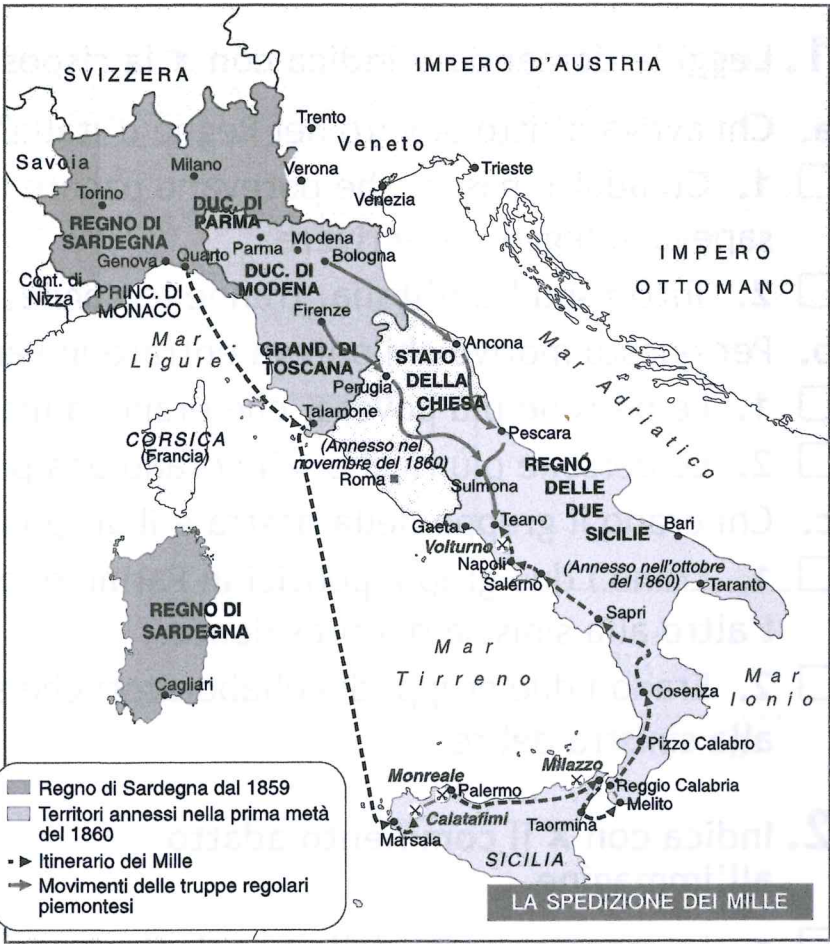 SVIZZERA
IMPERO D'AUSTRIA
Trento
Veneto
Savoia
Milano
Verona
Trieste
Torino
Venezia
DUC. DI
PARMA
REGNO DI
SARDEGNA
Modena
Genova
Quarto
Parma
Bologna
IMPERO
OTTOMANO
Cont. di
Nizza
PRINC. DI
MONACO
DUC. DI
MODENA
Firenze
Mar
Ligure
GRAND. DI
TOSCANA
STATO
DELLA
CHIESA
Ancona
Mar Adriatico
Perugia
Talamone
CORSICA
(Francia)
(Annesso nel
novembre del 1860)
Roma
Pescara
Sulmona
REGNO
DELLE
DUE
SICILIE
Gaeta
Teano
Bari
Volturno
Napoli
Salerno
(Annesso nell'ottobre
del 1860)
Taranto
REGNO DI
SARDEGNA
Sapri
Mar
Tirreno
Mar
Ionio
Cagliari
Cosenza
Pizzo Calabro
Milazzo
Monreale
Palermo
Reggio Calabria
Melito
Calatafimi
Marsala
Taormina
SICILIA
Regno di Sardegna dal 1859
Territori annessi nella prima metà
del 1860
Itinerario dei Mille
Movimenti delle truppe regolari
piemontesi
LA SPEDIZIONE DEI MILLE